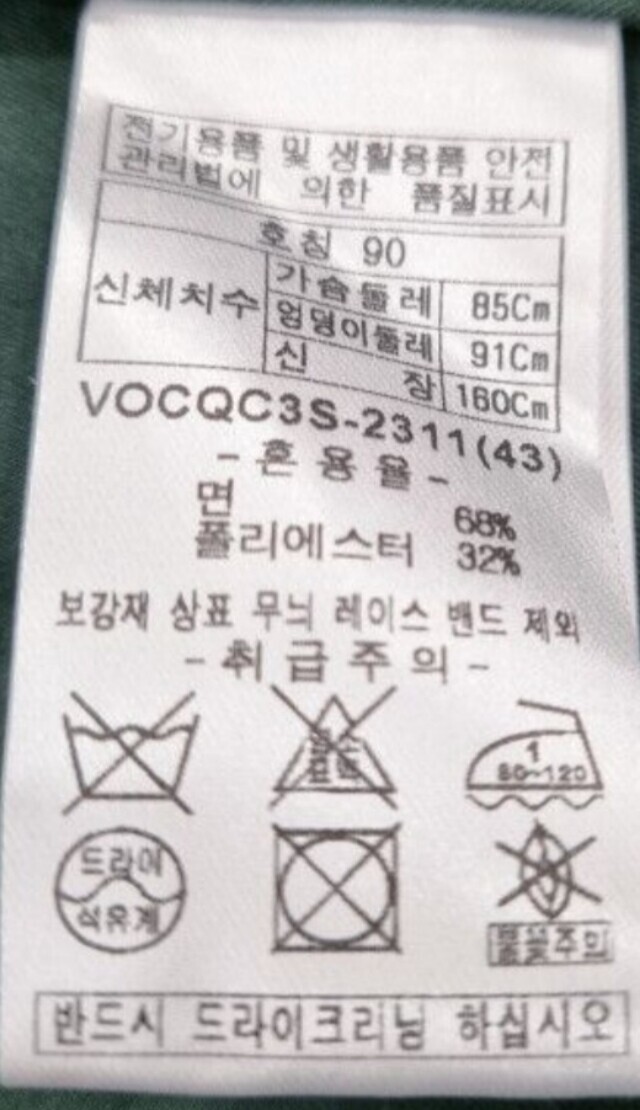 전기용품 및 생활용품 안전
관리법에 의한 품질표시
호칭 90
신체치수
가슴둘레 85Cm
엉덩이둘레 91Cm
신 장 160Cm
VOCQC3S-2311(43)
-혼용율-
면 68%
폴리에스터 32%
보강재 상표 무늬 레이스 밴드 제외
-취급주의-
염소
표백
1
80~120
드라이
석유계
불꽃주의
반드시 드라이크리닝 하십시오